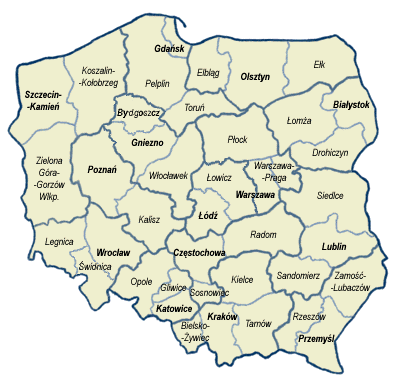 Gdańsk
Koszalin-
-Kołobrzeg
Elbląg
Olsztyn
Ełk
Pelplin
Szczecin-
-Kamień
Białystok
Bydgoszcz
Toruń
Łomża
Gniezno
Płock
Drohiczyn
Zielona
Góra-
-Gorzów
Wlkp.
Poznań
Włocławek
Łowicz
Warszawa-
-Praga
Warszawa
Siedlce
Kalisz
Łódź
Radom
Legnica
Wrocław
Częstochowa
Lublin
Świdnica
Opole
Gliwice
Sosnowiec
Kielce
Sandomierz
Zamość-
-Lubaczów
Katowice
Kraków
Tarnów
Rzeszów
Bielsko-
-Żywiec
Przemyśl